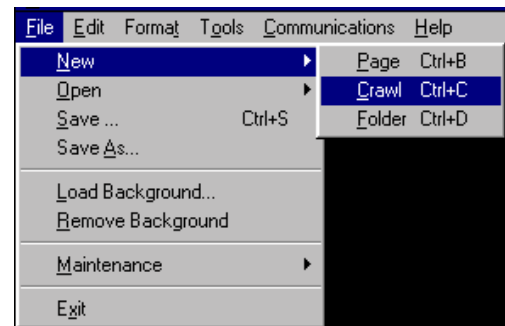 File Edit Format Tools Communications Help
New Page Ctrl+B
Open Crawl Ctrl+C
Save ... Ctrl+S Folder Ctrl+D
Save As...
Load Background...
Remove Background
Maintenance
Exit